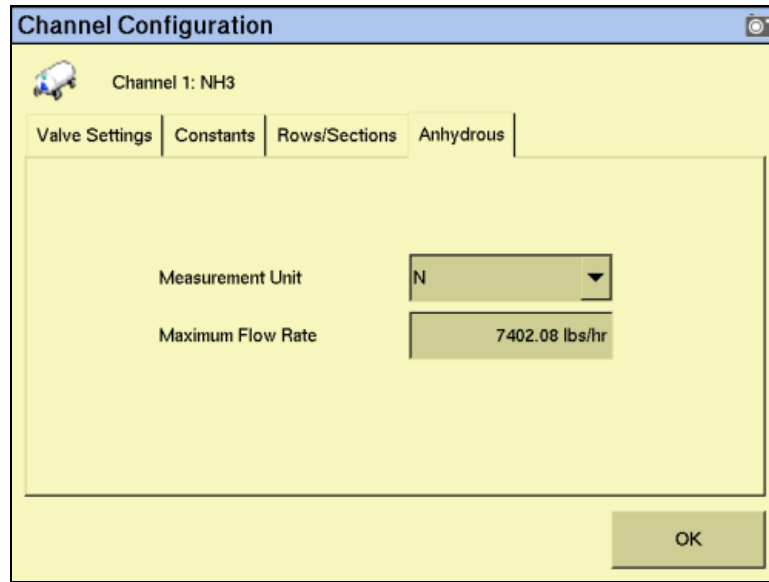 Channel Configuration
Channel 1: NH3
Valve Settings Constants Rows/Sections Anhydrous
Measurement Unit N
Maximum Flow Rate 7402.08 lbs/hr
OK